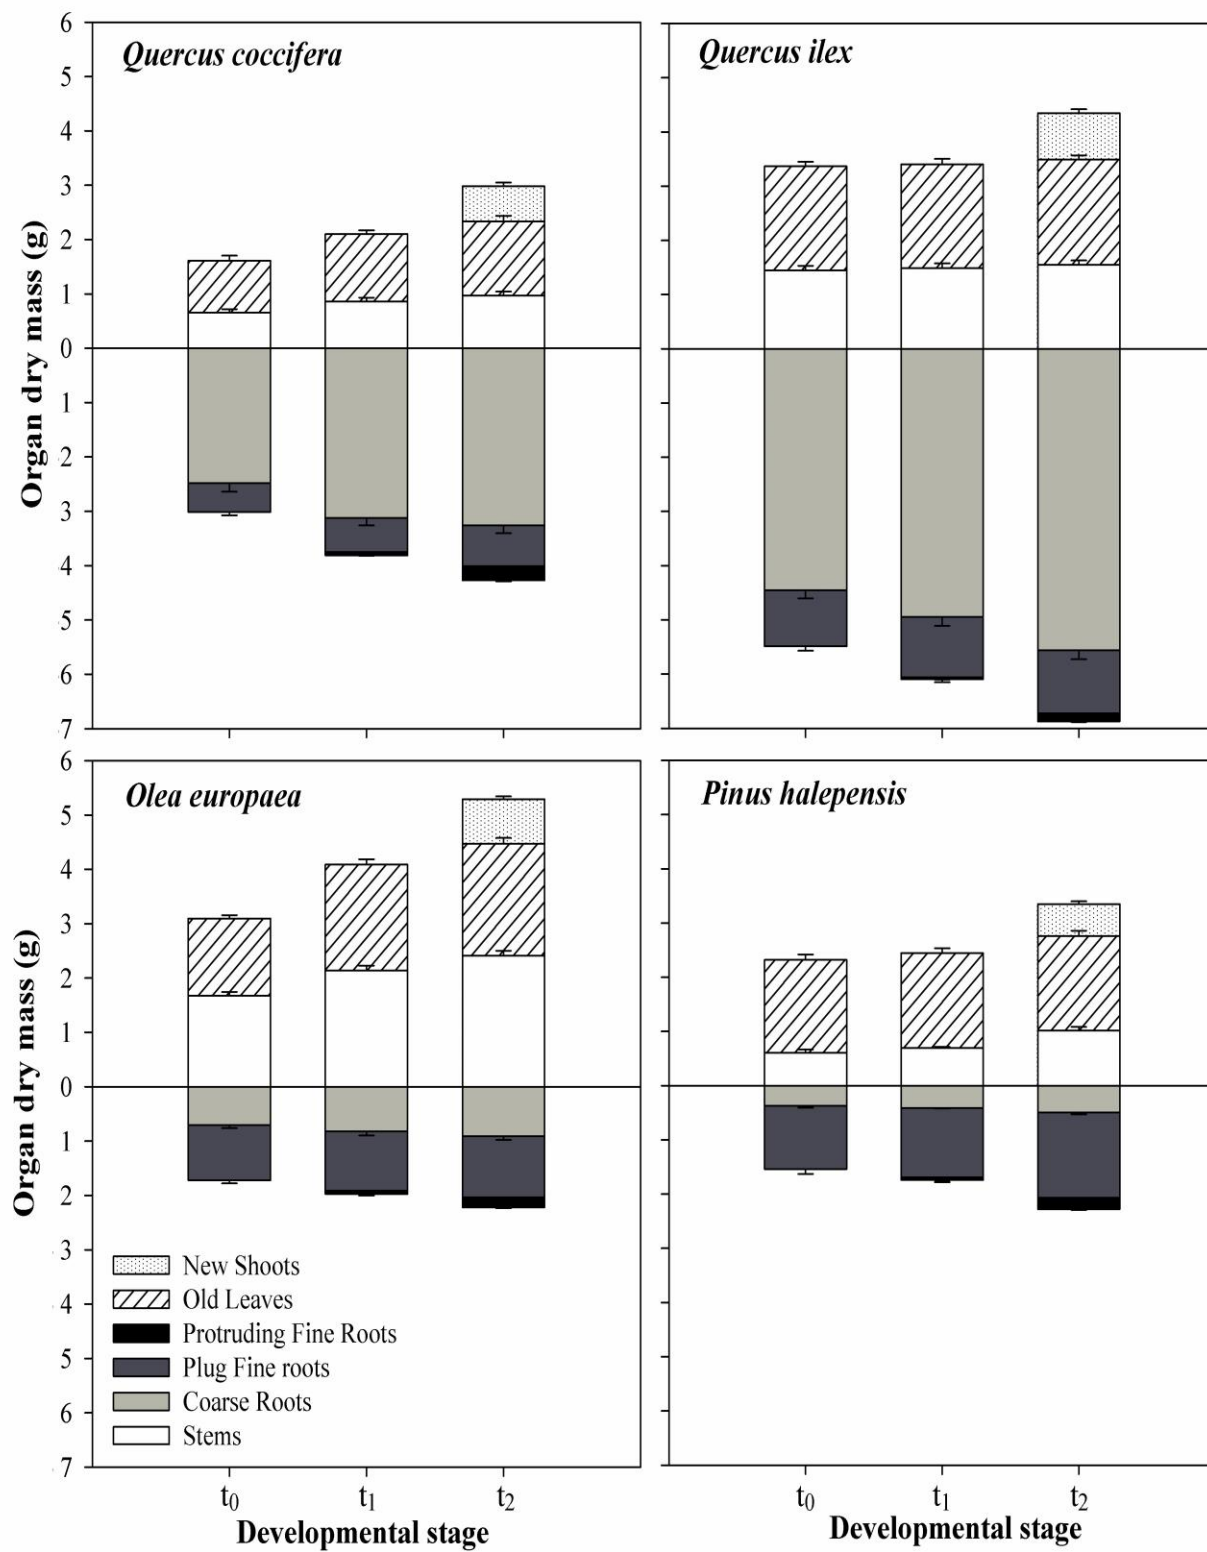 Quercus coccifera
Quercus ilex
6
5
4
3
2
1
0
1
2
3
4
5
6
7
Organ dry mass (g)
Olea europaea
Pinus halepensis
6
5
4
3
2
1
0
1
2
3
4
5
6
7
Organ dry mass (g)
New Shoots
Old Leaves
Protruding Fine Roots
Plug Fine roots
Coarse Roots
Stems
t0 t1 t2
t0 t1 t2
Developmental stage
Developmental stage